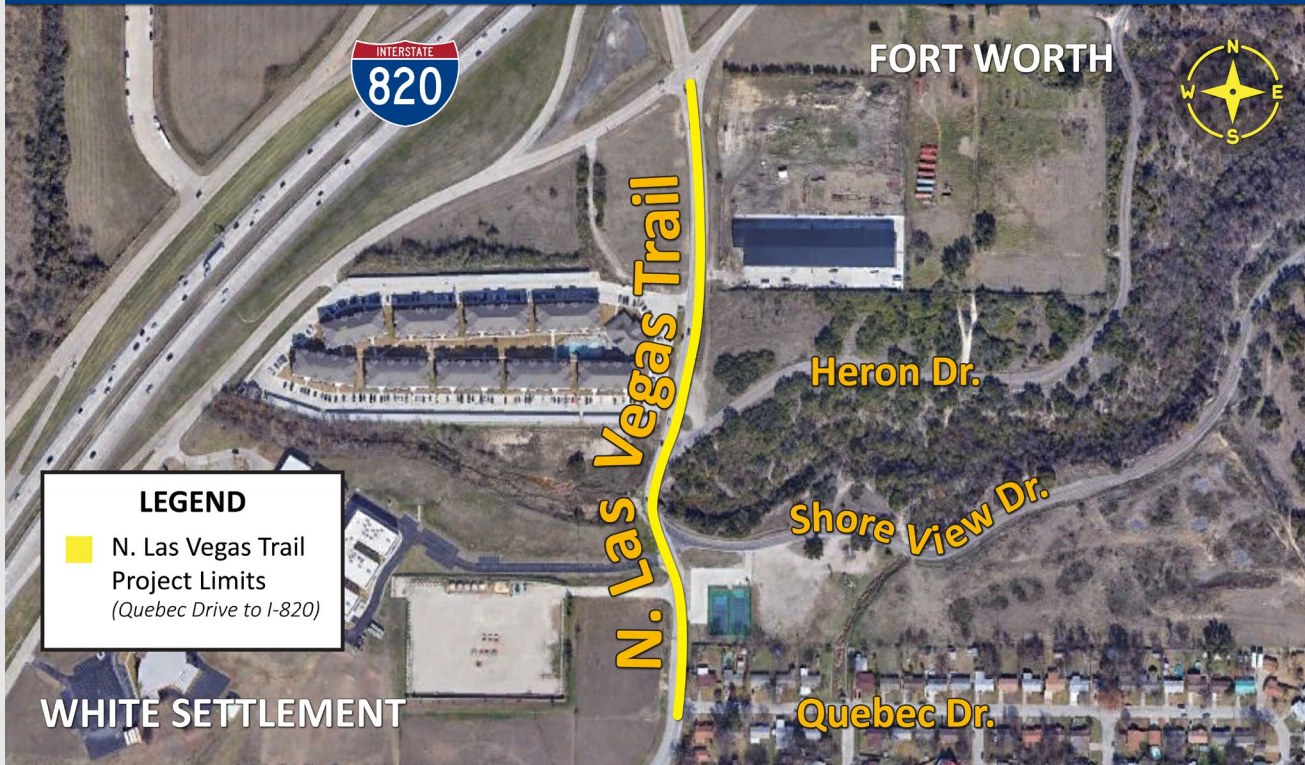 INTERSTATE
820
FORT WORTH
N
W E
S
N. Las Vegas Trail
Heron Dr.
Shore View Dr.
LEGEND
N. Las Vegas Trail
Project Limits
(Quebec Drive to I-820)
WHITE SETTLEMENT
Quebec Dr.